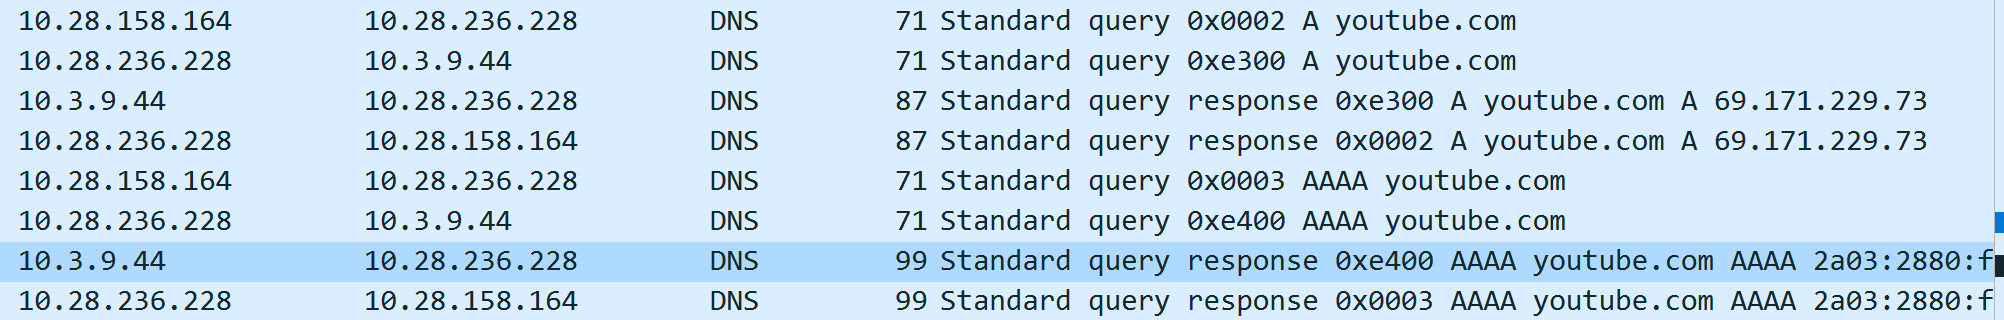 10.28.158.164 10.28.236.228 DNS 71 Standard query 0x0002 A youtube.com
10.28.236.228 10.3.9.44 DNS 71 Standard query 0xe300 A youtube.com
10.3.9.44 10.28.236.228 DNS 87 Standard query response 0xe300 A youtube.com A 69.171.229.73
10.28.236.228 10.28.158.164 DNS 87 Standard query response 0x0002 A youtube.com A 69.171.229.73
10.28.158.164 10.28.236.228 DNS 71 Standard query 0x0003 AAAA youtube.com
10.28.236.228 10.3.9.44 DNS 71 Standard query 0xe400 AAAA youtube.com
10.3.9.44 10.28.236.228 DNS 99 Standard query response 0xe400 AAAA youtube.com AAAA 2a03:2880:f
10.28.236.228 10.28.158.164 DNS 99 Standard query response 0x0003 AAAA youtube.com AAAA 2a03:2880:f